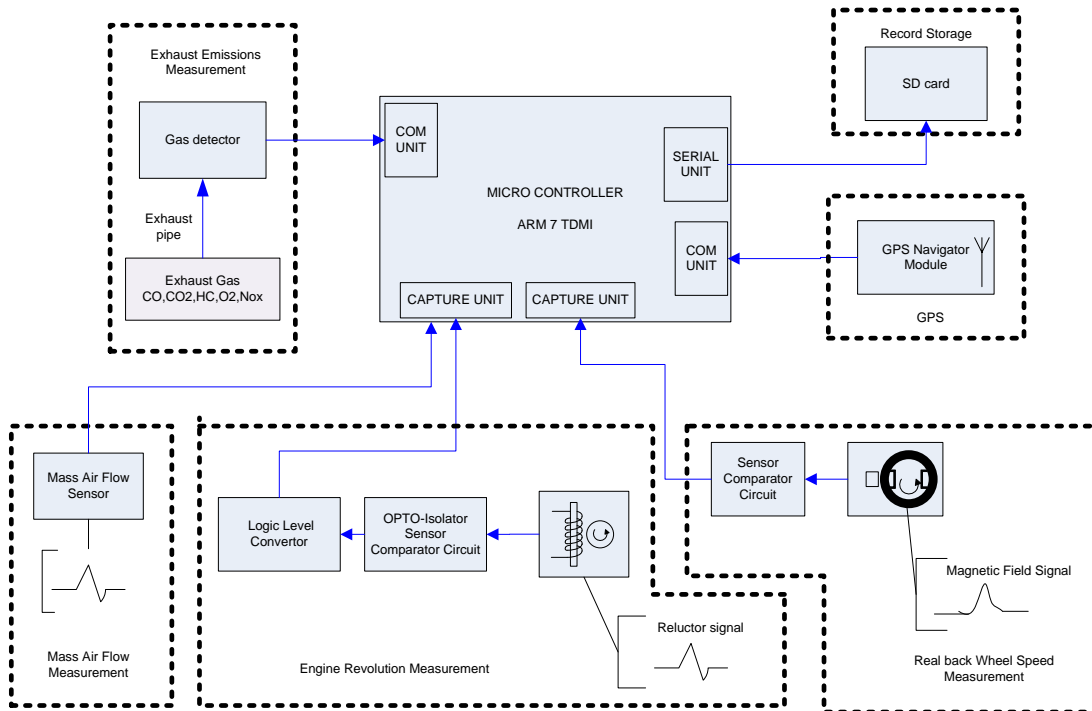 Exhaust Emissions
Measurement
Gas detector
Exhaust
pipe
Exhaust Gas
CO,CO2,HC,O2,Nox
COM
UNIT
MICRO CONTROLLER
ARM 7 TDMI
SERIAL
UNIT
COM
UNIT
CAPTURE UNIT
CAPTURE UNIT
Record Storage
SD card
GPS Navigator
Module
GPS
Mass Air Flow
Sensor
Mass Air Flow
Measurement
Logic Level
Convertor
OPTO-Isolator
Sensor
Comparator Circuit
Reluctor signal
Engine Revolution Measurement
Sensor
Comparator
Circuit
Magnetic Field Signal
Real back Wheel Speed
Measurement